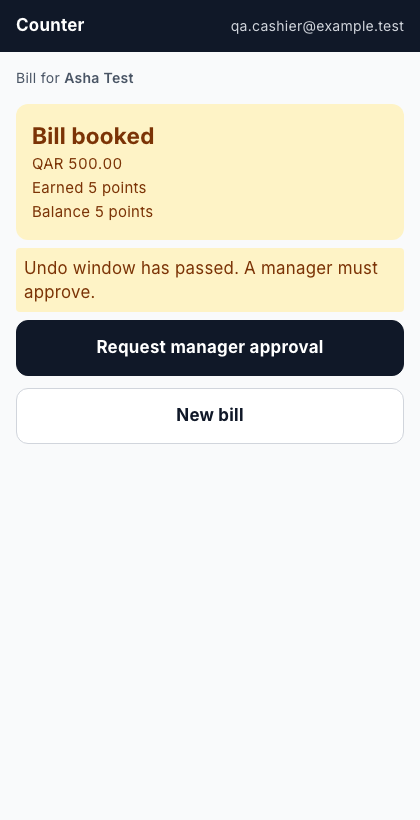 Counter
qa.cashier@example.test
Bill for Asha Test
Bill booked
QAR 500.00
Earned 5 points
Balance 5 points
Undo window has passed. A manager must
approve.
Request manager approval
New bill